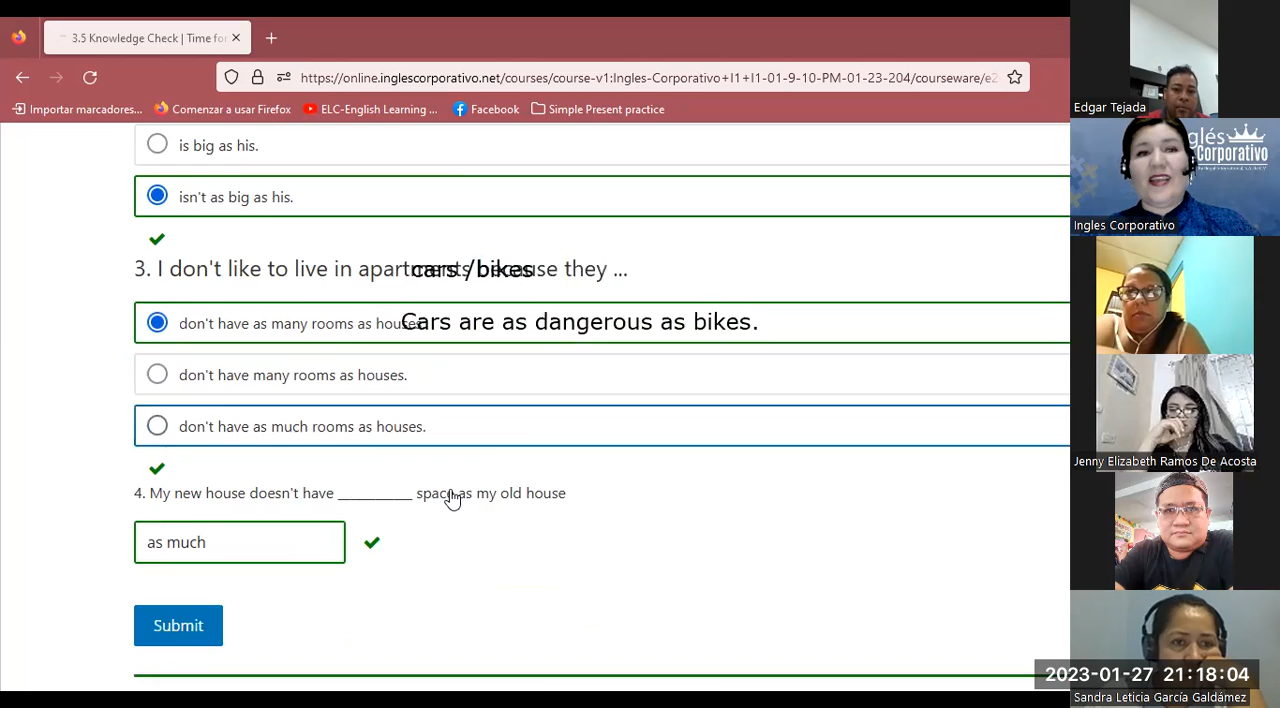 3.5 Knowledge Check | Time for
https://online.inglescorporativo.net/courses/course-v1:Ingles-Corporativo+I1+I1-01-9-10-PM-01-23-204/courseware/e2
Importar marcadores... Comenzar a usar Firefox ELC-English Learning ... Facebook Simple Present practice
is big as his.
isn't as big as his.
3. I don't like to live in apartments because they ...
cars /bikes
don't have as many rooms as houses.
Cars are as dangerous as bikes.
don't have many rooms as houses.
don't have as much rooms as houses.
4. My new house doesn't have ___________ space as my old house
as much
Submit
Edgar Tejada
glés
Corporativo
Ingles Corporativo
Jenny Elizabeth Ramos De Acosta
2023-01-27 21:18:04
Sandra Leticia García Galdámez